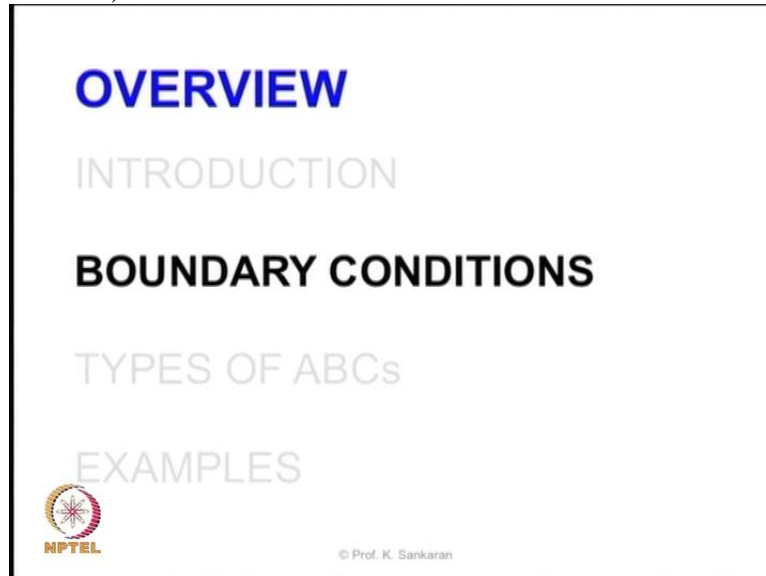 OVERVIEW
INTRODUCTION
BOUNDARY CONDITIONS
TYPES OF ABCs
EXAMPLES
NPTEL
© Prof. K. Sankaran